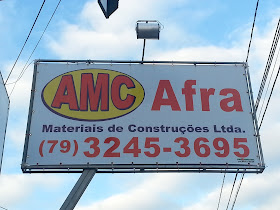 AMC Afra
Materiais de Construções Ltda.
(79) 3245-3695